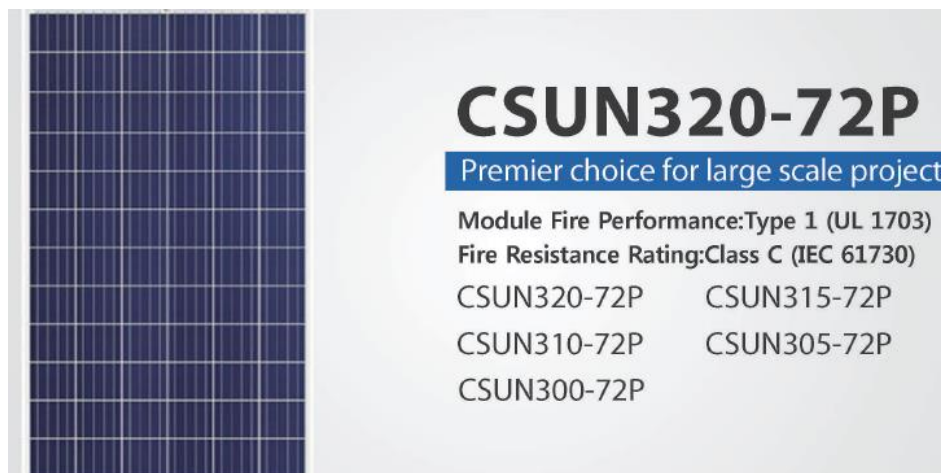 CSUN320-72P
Premier choice for large scale project
Module Fire Performance:Type 1 (UL 1703)
Fire Resistance Rating:Class C (IEC 61730)
CSUN320-72P CSUN315-72P
CSUN310-72P CSUN305-72P
CSUN300-72P